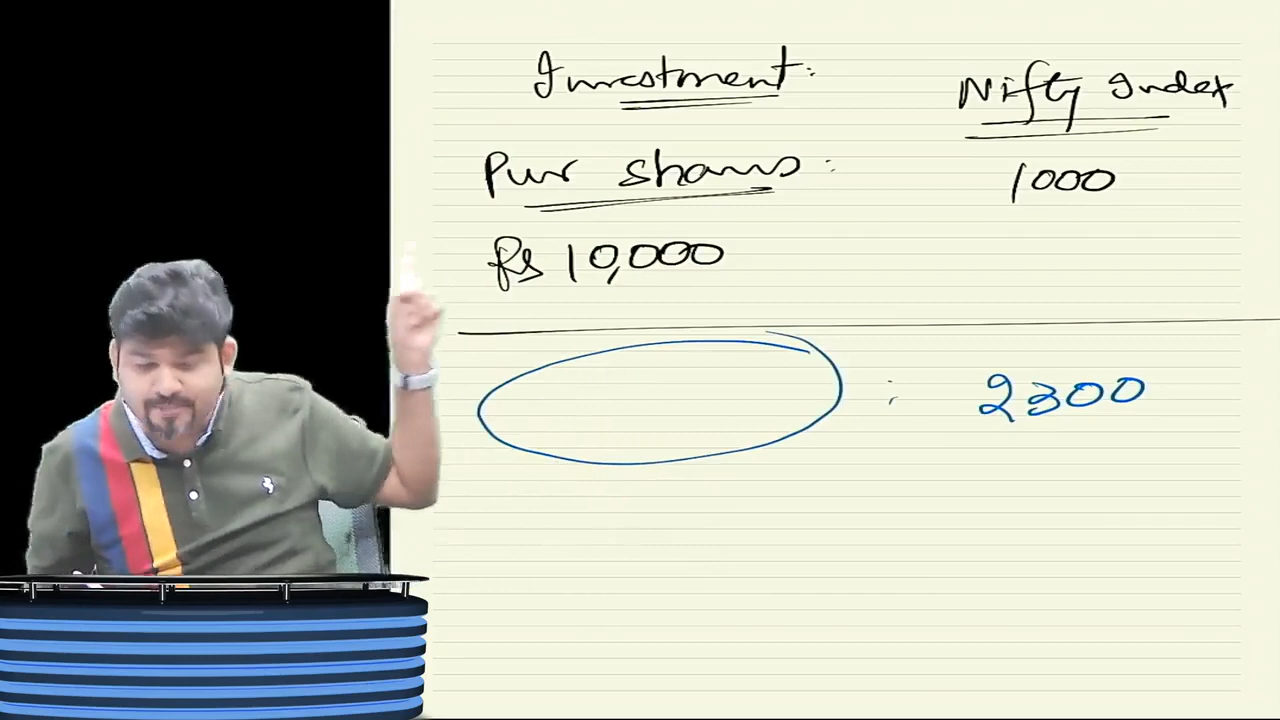 Investment:
Nifty Index
Pur shares:
1000
Rs 10,000
: 2300